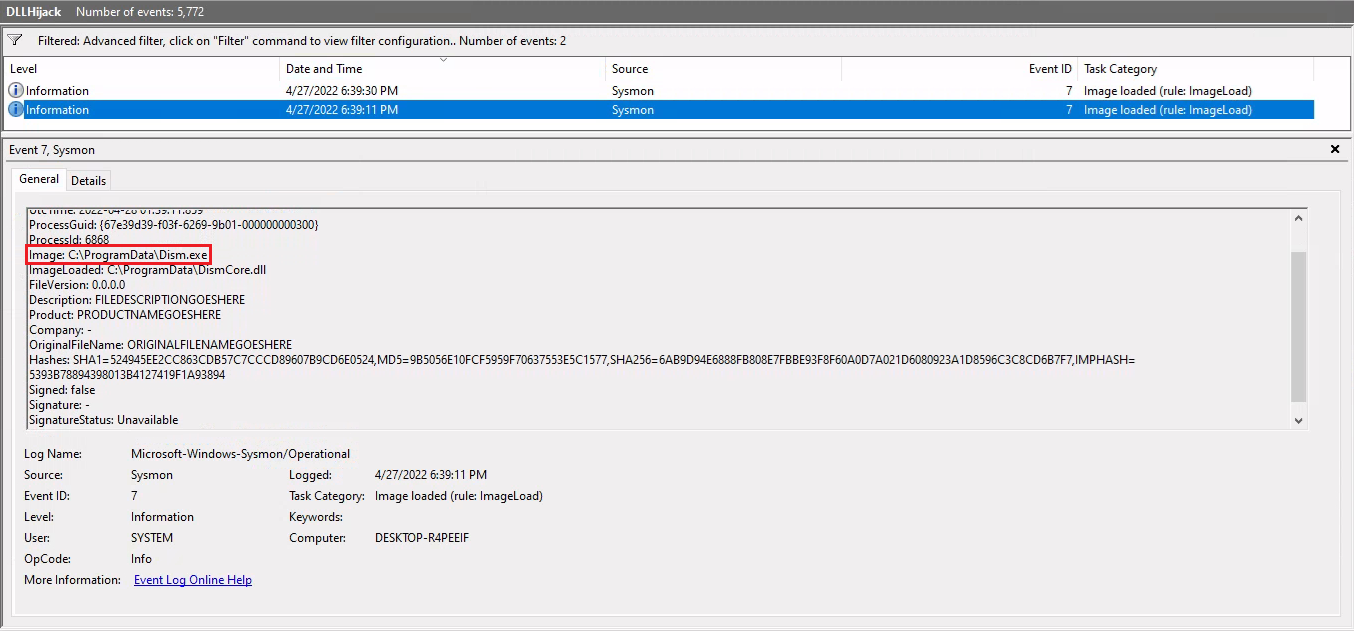 DLLHijack Number of events: 5,772
Filtered: Advanced filter, click on "Filter" command to view filter configuration.. Number of events: 2
Level Date and Time Source Event ID Task Category
Information 4/27/2022 6:39:30 PM Sysmon 7 Image loaded (rule: ImageLoad)
Information 4/27/2022 6:39:11 PM Sysmon 7 Image loaded (rule: ImageLoad)
Event 7, Sysmon
General Details
UtcTime: 2022-04-28 01:39:11.859
ProcessGuid: {67e39d39-f03f-6269-9b01-000000000300}
ProcessId: 6868
Image: C:\ProgramData\Dism.exe
ImageLoaded: C:\ProgramData\DismCore.dll
FileVersion: 0.0.0.0
Description: FILEDESCRIPTIONGOESHERE
Product: PRODUCTNAMEGOESHERE
Company: -
OriginalFileName: ORIGINALFILENAMEGOESHERE
Hashes: SHA1=524945EE2CC863CDB57C7CCCD89607B9CD6E0524,MD5=9B5056E10FCF5959F70637553E5C1577,SHA256=6AB9D94E6888FB808E7FBBE93F8F60A0D7A021D6080923A1D8596C3C8CD6B7F7,IMPHASH=
5393B78894398013B4127419F1A93894
Signed: false
Signature: -
SignatureStatus: Unavailable
Log Name: Microsoft-Windows-Sysmon/Operational
Source: Sysmon Logged: 4/27/2022 6:39:11 PM
Event ID: 7 Task Category: Image loaded (rule: ImageLoad)
Level: Information Keywords:
User: SYSTEM Computer: DESKTOP-R4PEEIF
OpCode: Info
More Information: Event Log Online Help